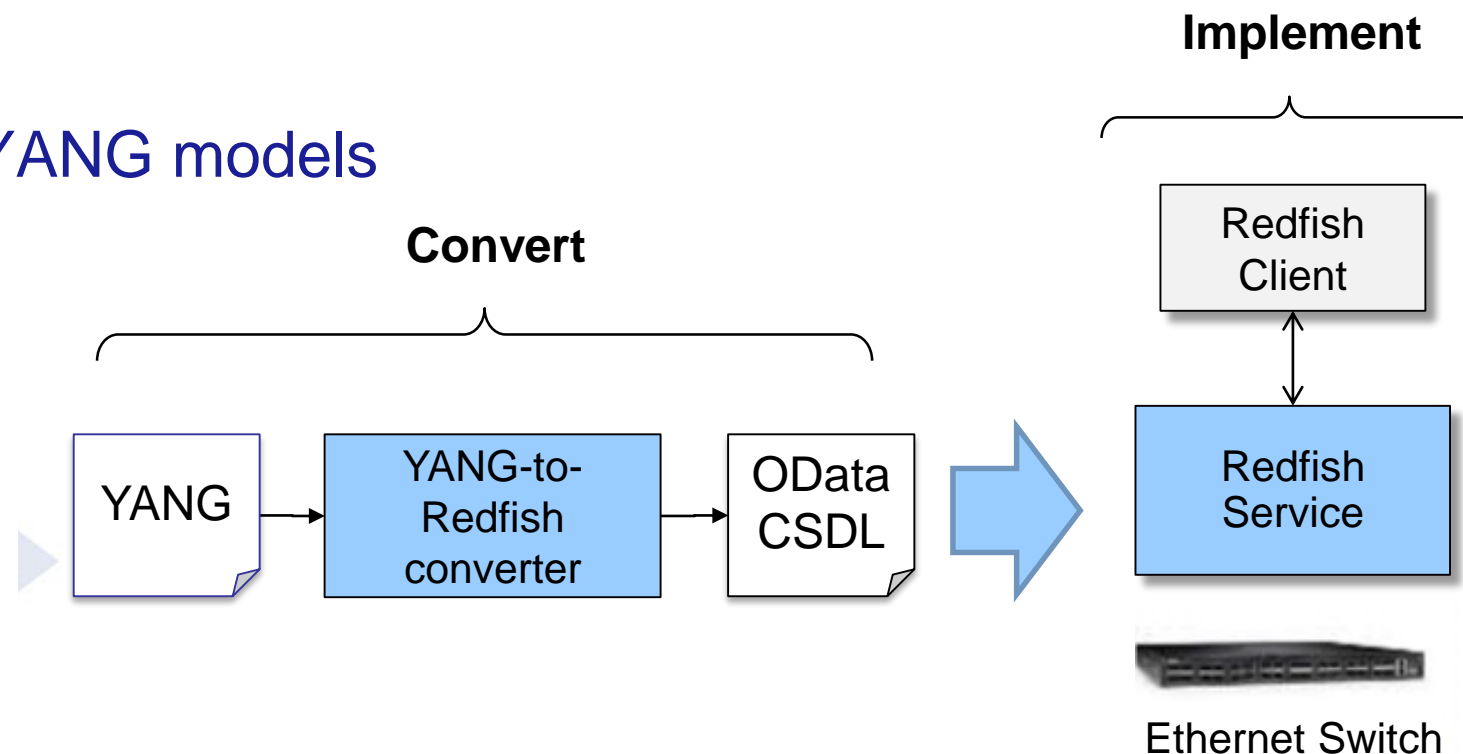 Implement
YANG models
Convert
Redfish
Client
YANG
YANG-to-
Redfish
converter
OData
CSDL
Redfish
Service
Ethernet Switch